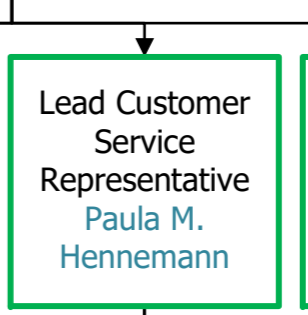 Lead Customer
Service
Representative
Paula M.
Hennemann